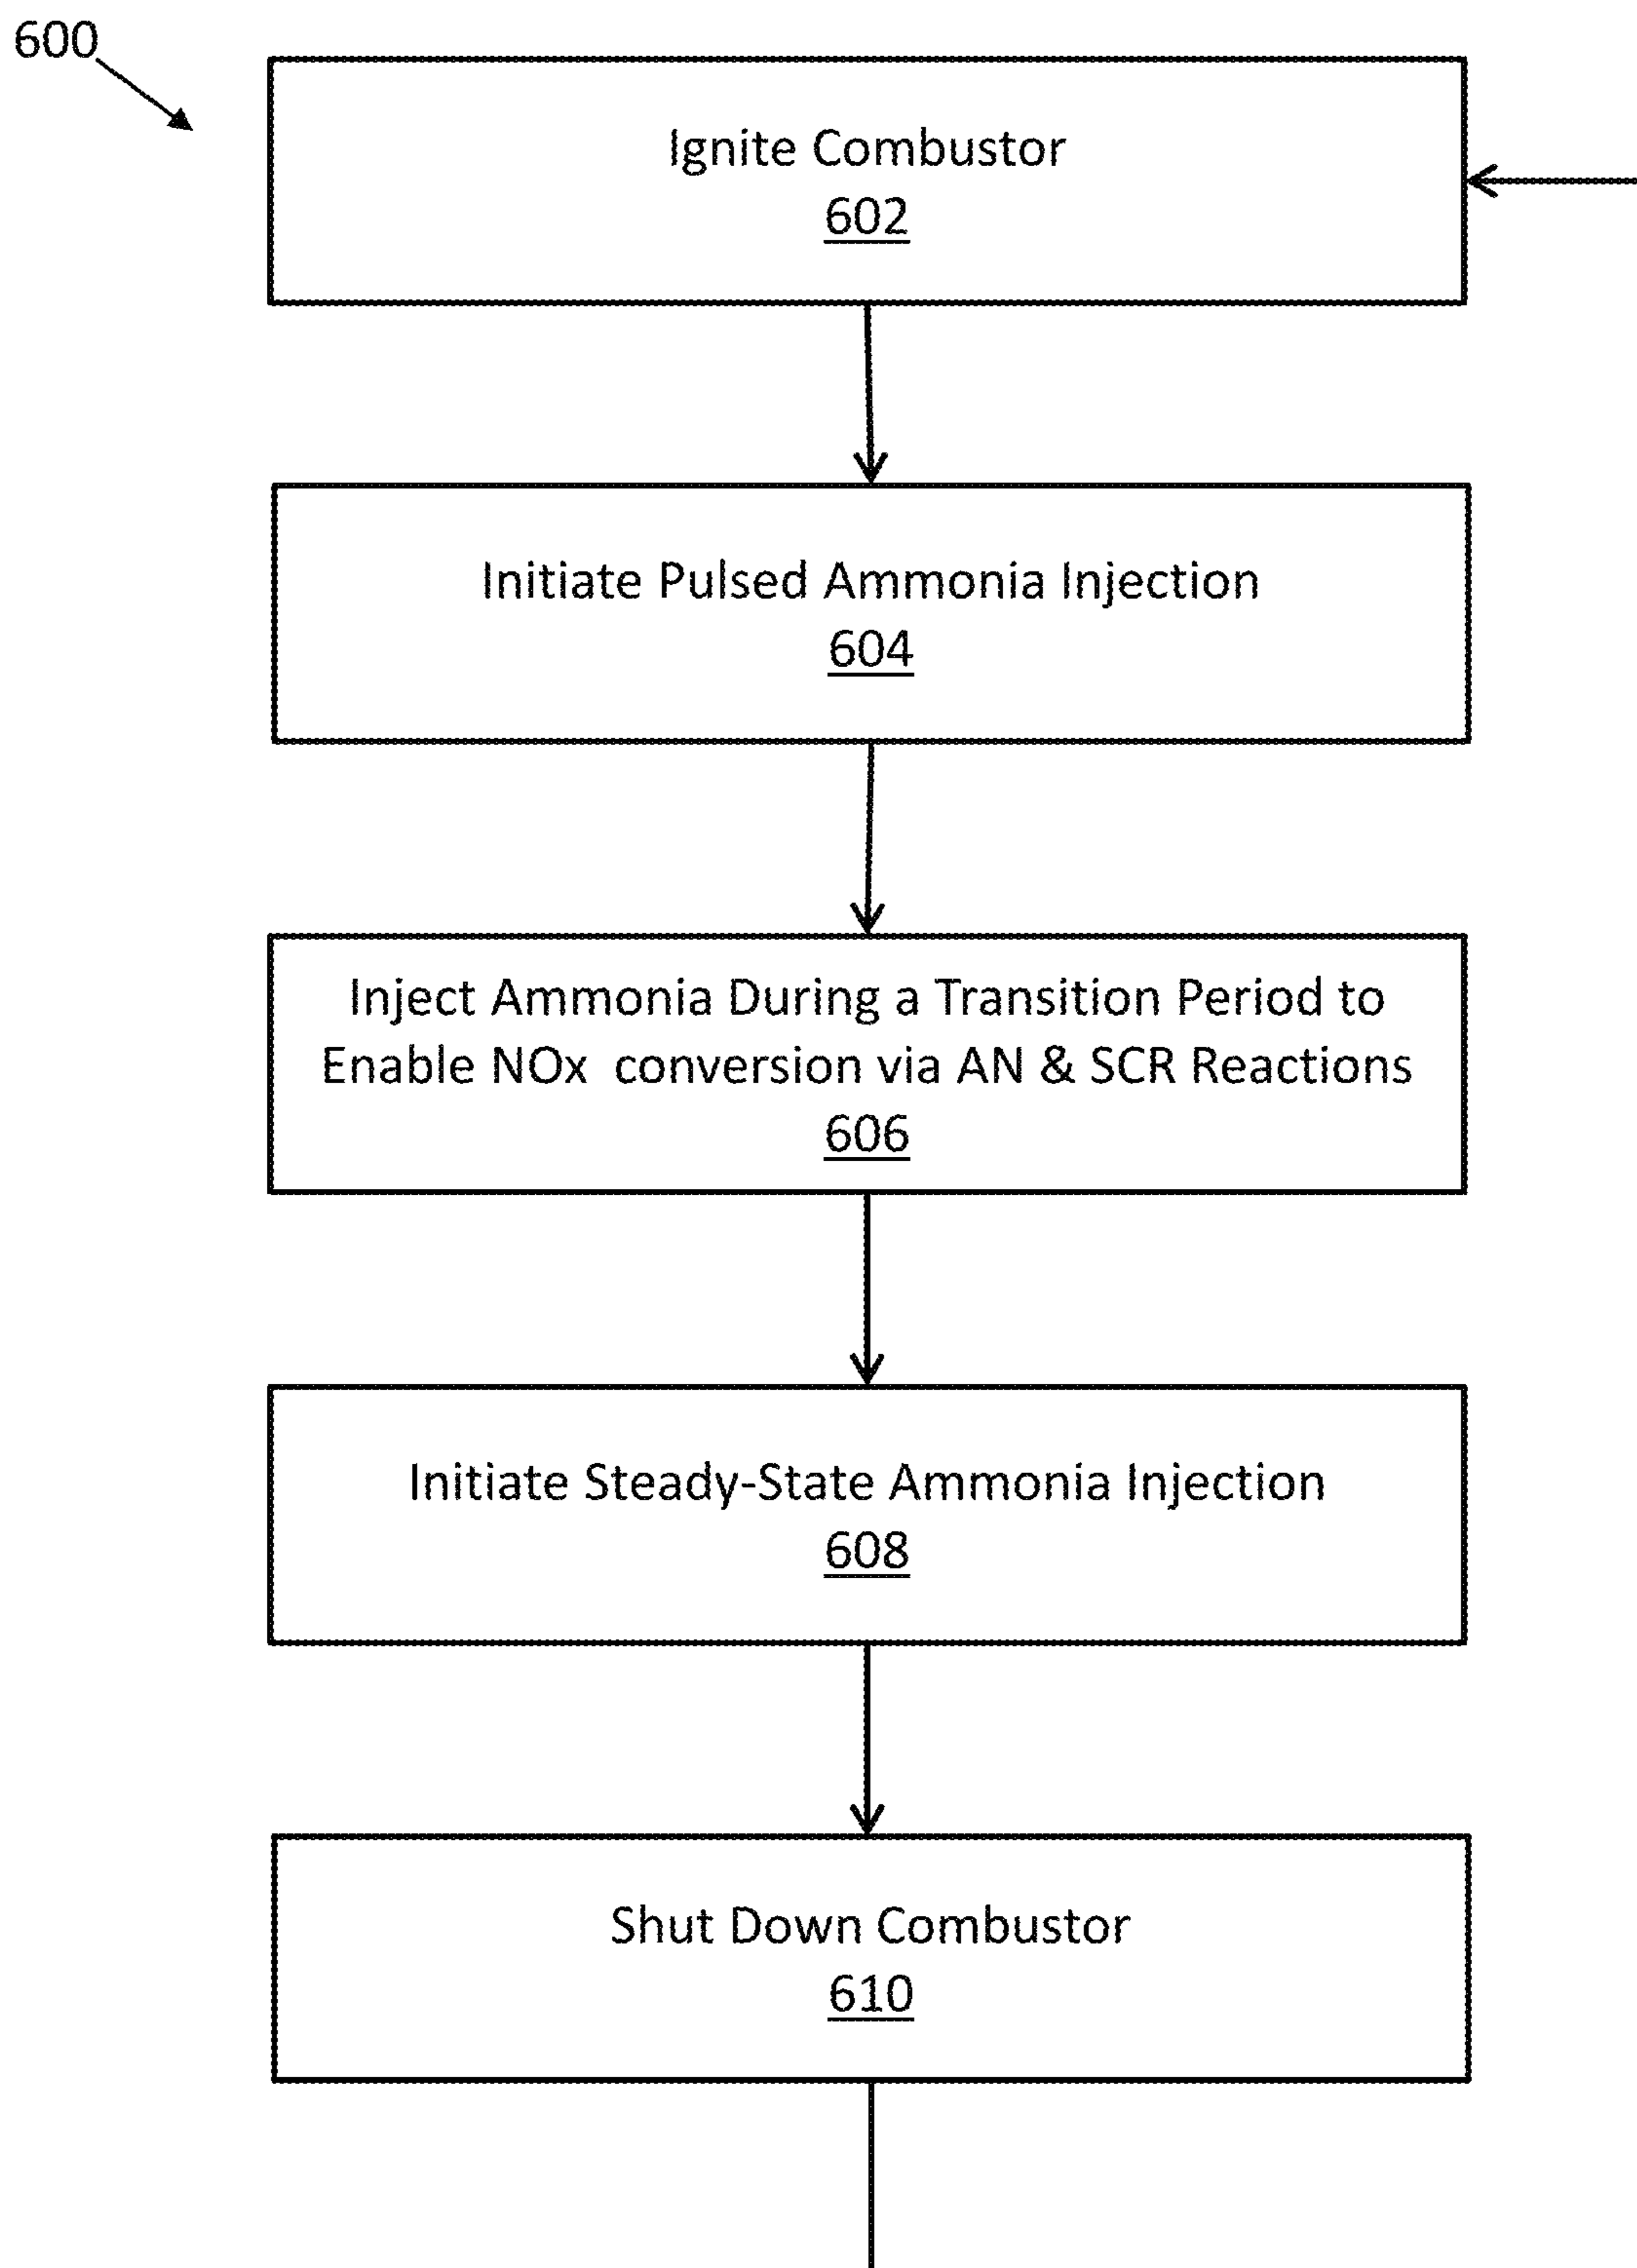 600
Ignite Combustor
602
Initiate Pulsed Ammonia Injection
604
Inject Ammonia During a Transition Period to
Enable NOx conversion via AN & SCR Reactions
606
Initiate Steady-State Ammonia Injection
608
Shut Down Combustor
610